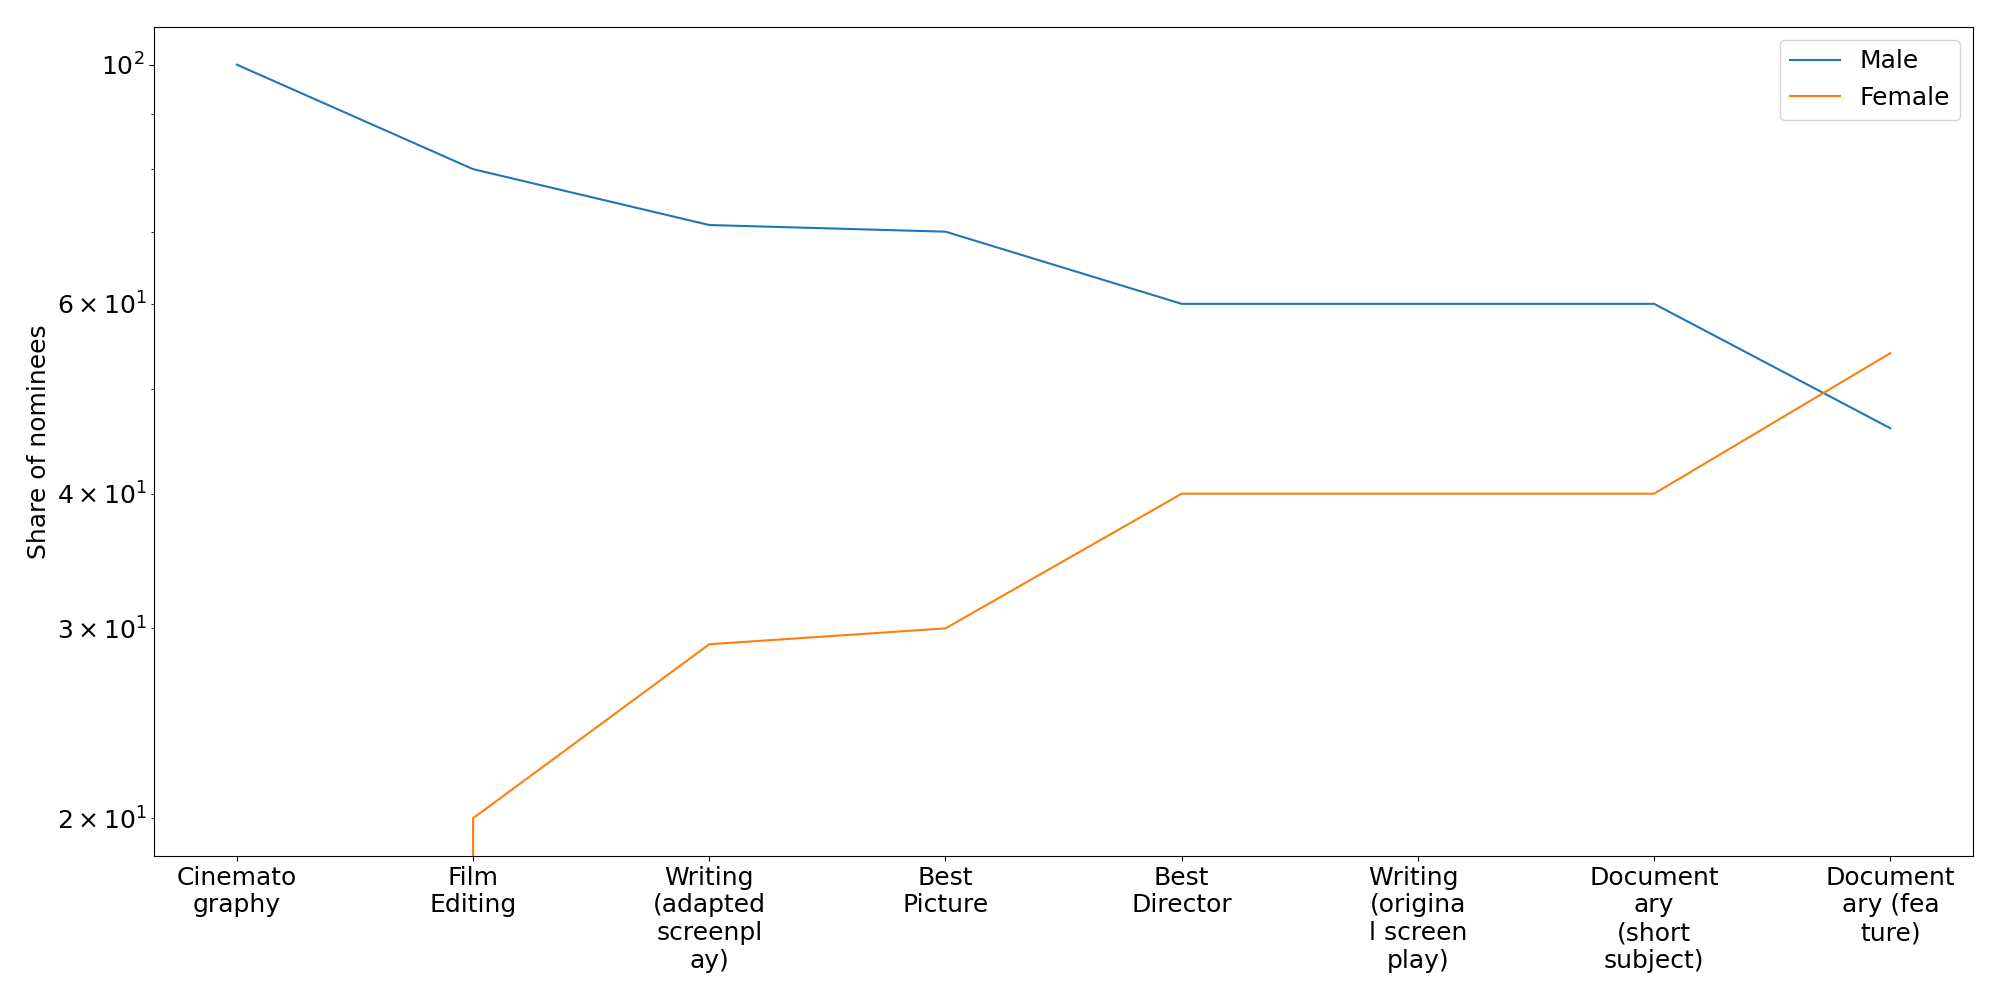 Male
Female
10²
6 × 10¹
4 × 10¹
3 × 10¹
2 × 10¹
Share of nominees
Cinemato
graphy
Film
Editing
Writing
(adapted
screenpl
ay)
Best
Picture
Best
Director
Writing
(origina
l screen
play)
Document
ary
(short
subject)
Document
ary (fea
ture)